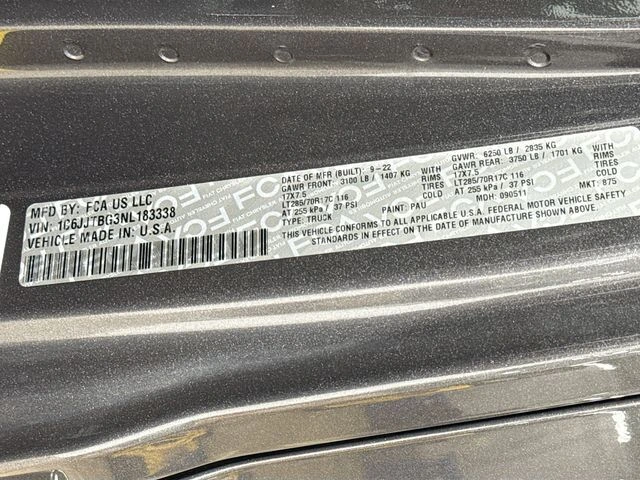 MFD BY: FCA US LLC
VIN: 1C6JJTBG3NL183338
VEHICLE MADE IN U.S.A.
DATE OF MFR (BUILT): 9-22
GVWR: 6250 LB / 2835 KG
GAWR FRONT: 3100 LB / 1407 KG WITH
GAWR REAR: 3750 LB / 1701 KG WITH
17X7.5 RIMS
17X7.5 RIMS
LT285/70R17C 116 TIRES
LT285/70R17C 116 TIRES
AT 255 kPa / 37 PSI
AT 255 kPa / 37 PSI
TYPE: TRUCK PAINT: PAU MDH: 090511 MKT: 875
THIS VEHICLE CONFORMS TO ALL APPLICABLE FEDERAL MOTOR VEHICLE SAFETY
STANDARDS IN EFFECT ON THE DATE OF MANUFACTURE SHOWN ABOVE.